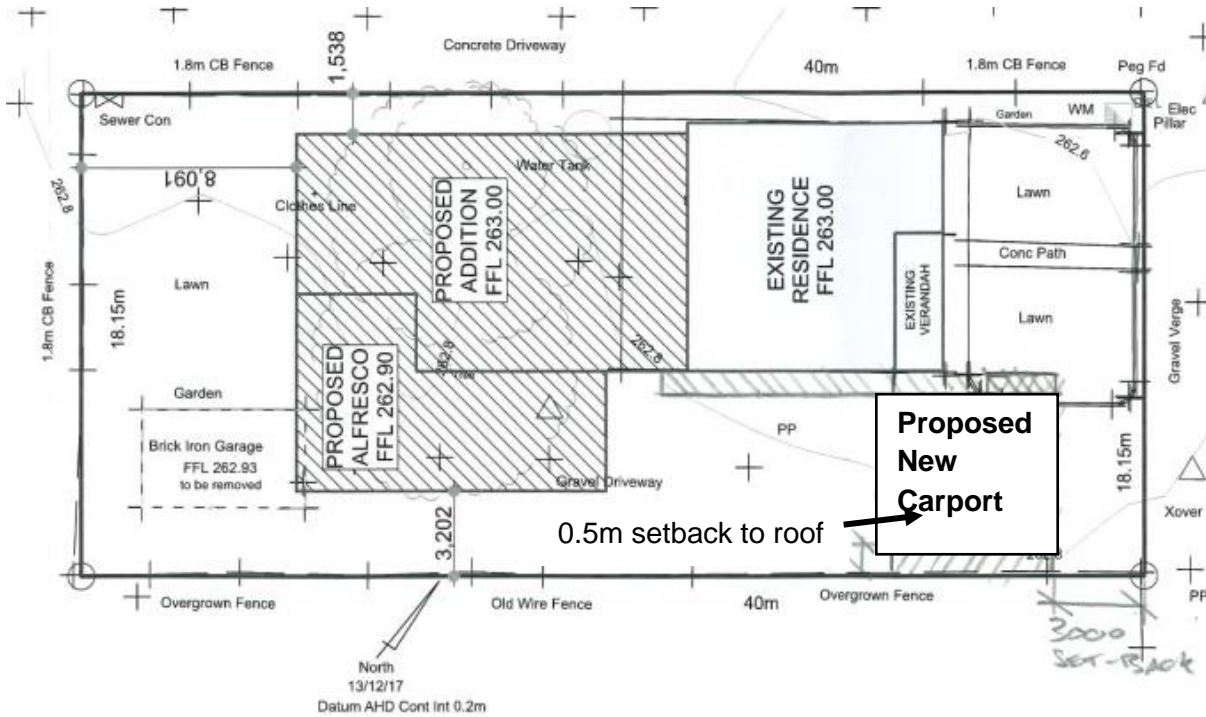 Concrete Driveway
1.8m CB Fence
1,538
40m
1.8m CB Fence
Peg Fd
Sewer Con
Garden
WM
Elec
Pillar
262.8
8,091
Clothes Line
Water Tank
262.6
PROPOSED
ADDITION
FFL 263.00
EXISTING
RESIDENCE
FFL 263.00
EXISTING
VERANDAH
Lawn
Conc Path
Lawn
1.8m CB Fence
18.15m
Lawn
262.8
262.8
Gravel Verge
Garden
PROPOSED
ALFRESCO
FFL 262.90
Brick Iron Garage
FFL 262.93
to be removed
PP
Gravel Driveway
Proposed
New
Carport
18.15m
Xover
0.5m setback to roof
3,202
Overgrown Fence
Old Wire Fence
40m
Overgrown Fence
PP
3000
SET-BACK
North
13/12/17
Datum AHD Cont Int 0.2m